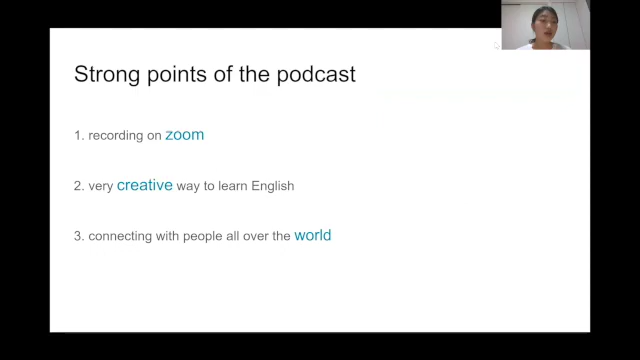 Strong points of the podcast
1. recording on zoom
2. very creative way to learn English
3. connecting with people all over the world